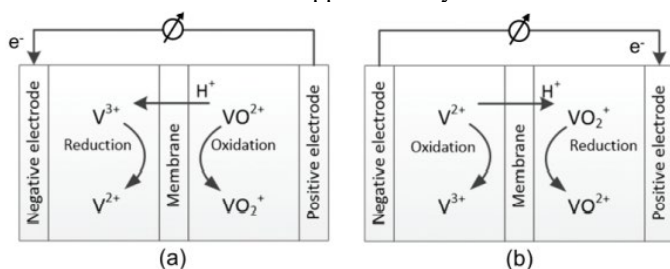 e⁻
Negative electrode
V³⁺
Reduction
V²⁺
H⁺
Membrane
VO²⁺
Oxidation
VO₂⁺
Positive electrode
(a)
e⁻
Negative electrode
V²⁺
Oxidation
V³⁺
H⁺
Membrane
VO₂⁺
Reduction
VO²⁺
Positive electrode
(b)